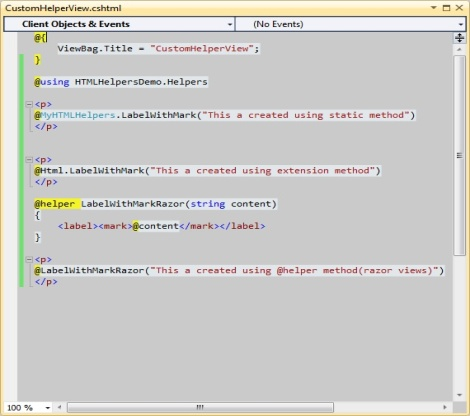 CustomHelperView.cshtml
Client Objects & Events (No Events)
@{
ViewBag.Title = "CustomHelperView";
}
@using HTMLHelpersDemo.Helpers
<p>
@MyHTMLHelpers.LabelWithMark("This a created using static method")
</p>
<p>
@Html.LabelWithMark("This a created using extension method")
</p>
@helper LabelWithMarkRazor(string content)
{
<label><mark>@content</mark></label>
}
<p>
@LabelWithMarkRazor("This a created using @helper method(razor views)")
</p>
100 %